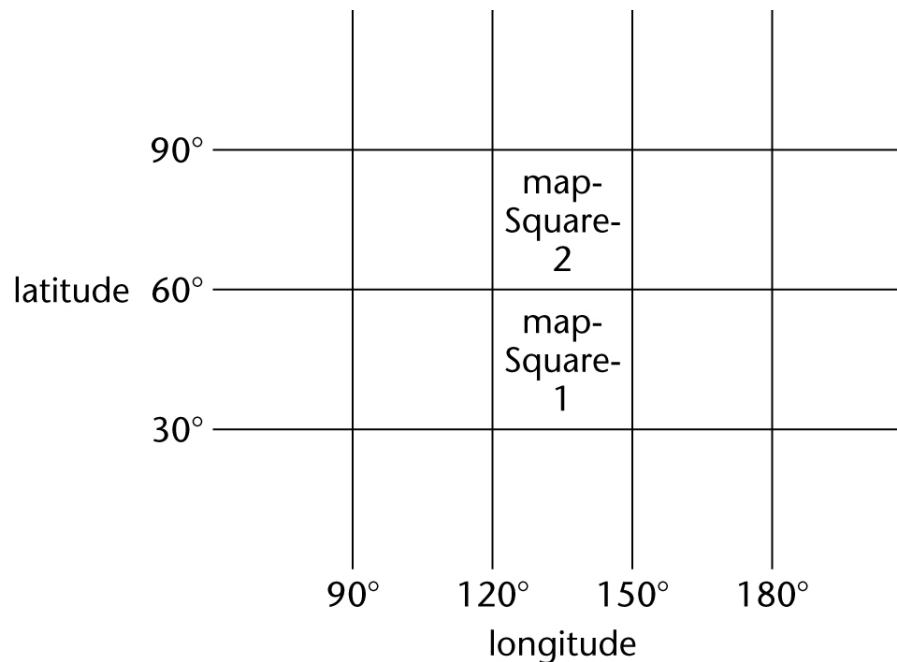 90°
map-
Square-
2
latitude 60°
map-
Square-
1
30°
90° 120° 150° 180°
longitude